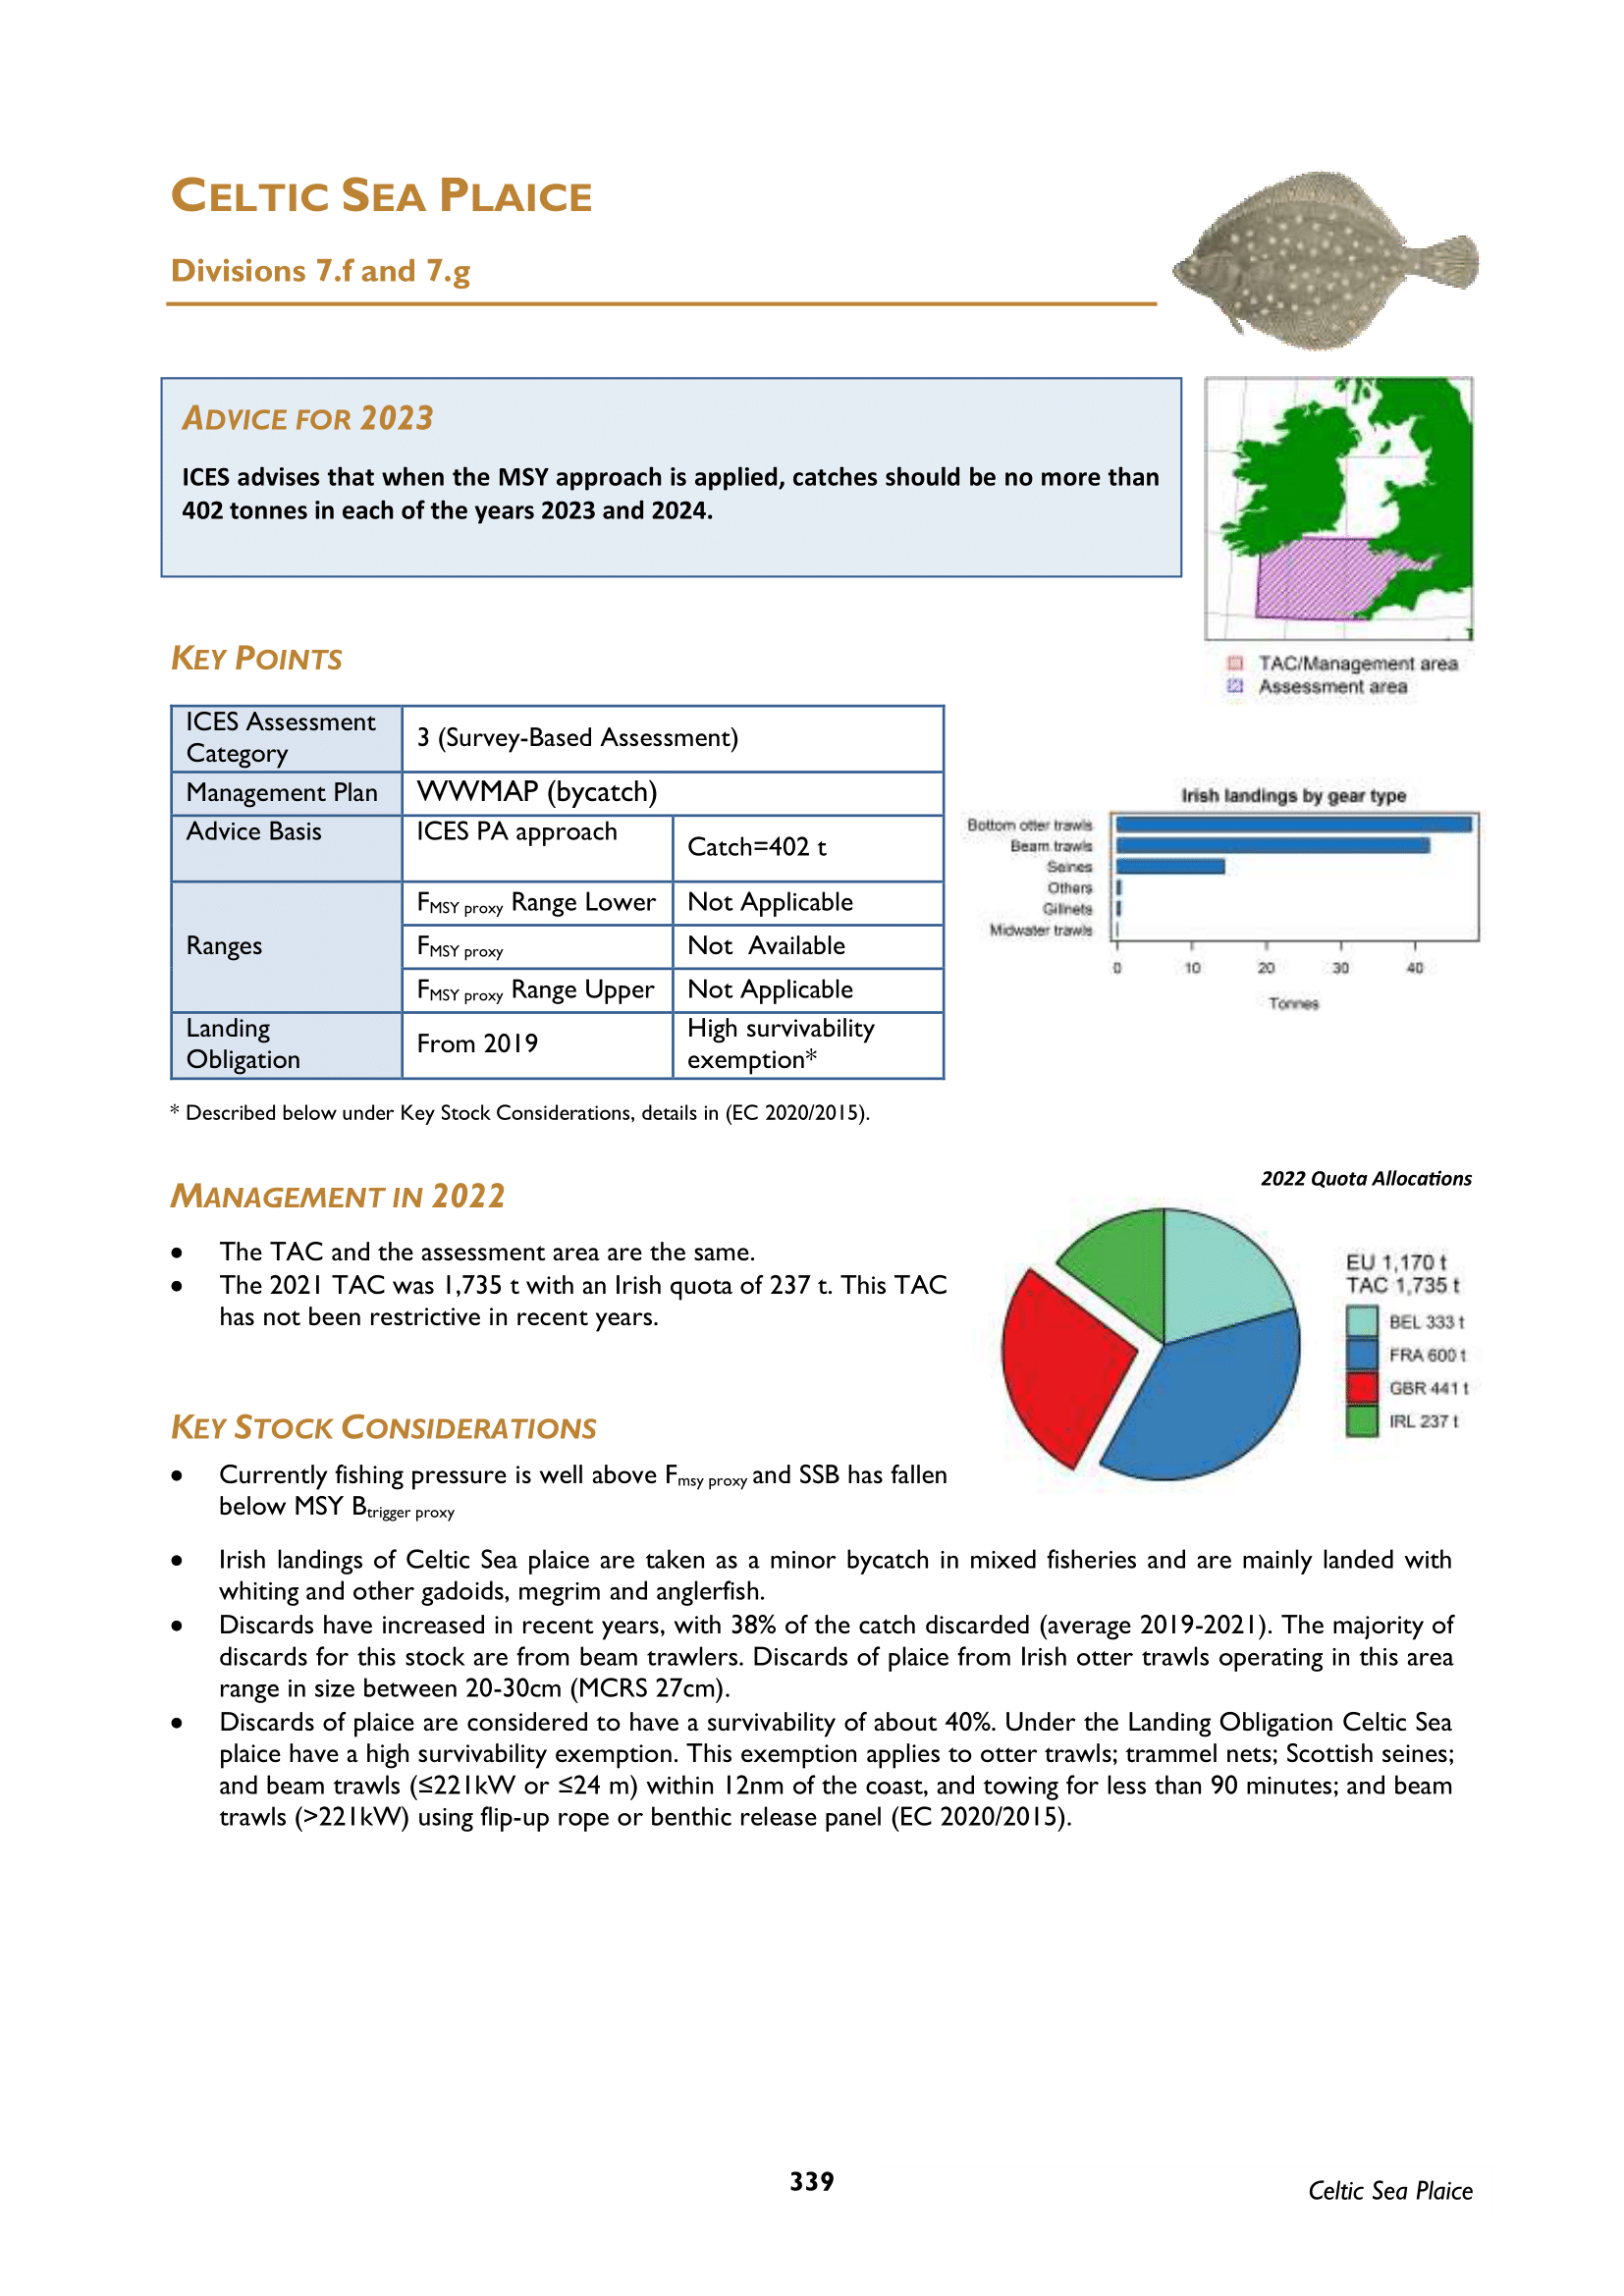 CELTIC SEA PLAICE
Divisions 7.f and 7.g
ADVICE FOR 2023
ICES advises that when the MSY approach is applied, catches should be no more than
402 tonnes in each of the years 2023 and 2024.
TAC/Management area
Assessment area
KEY POINTS
ICES Assessment
Category
3 (Survey-Based Assessment)
Management Plan
WWMAP (bycatch)
Advice Basis
ICES PA approach
Catch=402 t
Ranges
FMSY proxy Range Lower
Not Applicable
FMSY proxy
Not Available
FMSY proxy Range Upper
Not Applicable
Landing
Obligation
From 2019
High survivability
exemption*
* Described below under Key Stock Considerations, details in (EC 2020/2015).
Irish landings by gear type
Bottom otter trawls
Beam trawls
Seines
Others
Gillnets
Midwater trawls
0 10 20 30 40
Tonnes
MANAGEMENT IN 2022
• The TAC and the assessment area are the same.
• The 2021 TAC was 1,735 t with an Irish quota of 237 t. This TAC
has not been restrictive in recent years.
2022 Quota Allocations
EU 1,170 t
TAC 1,735 t
BEL 333 t
FRA 600 t
GBR 441 t
IRL 237 t
KEY STOCK CONSIDERATIONS
• Currently fishing pressure is well above Fmsy proxy and SSB has fallen
below MSY Btrigger proxy
• Irish landings of Celtic Sea plaice are taken as a minor bycatch in mixed fisheries and are mainly landed with
whiting and other gadoids, megrim and anglerfish.
• Discards have increased in recent years, with 38% of the catch discarded (average 2019-2021). The majority of
discards for this stock are from beam trawlers. Discards of plaice from Irish otter trawls operating in this area
range in size between 20-30cm (MCRS 27cm).
• Discards of plaice are considered to have a survivability of about 40%. Under the Landing Obligation Celtic Sea
plaice have a high survivability exemption. This exemption applies to otter trawls; trammel nets; Scottish seines;
and beam trawls (≤221kW or ≤24 m) within 12nm of the coast, and towing for less than 90 minutes; and beam
trawls (>221kW) using flip-up rope or benthic release panel (EC 2020/2015).
339
Celtic Sea Plaice